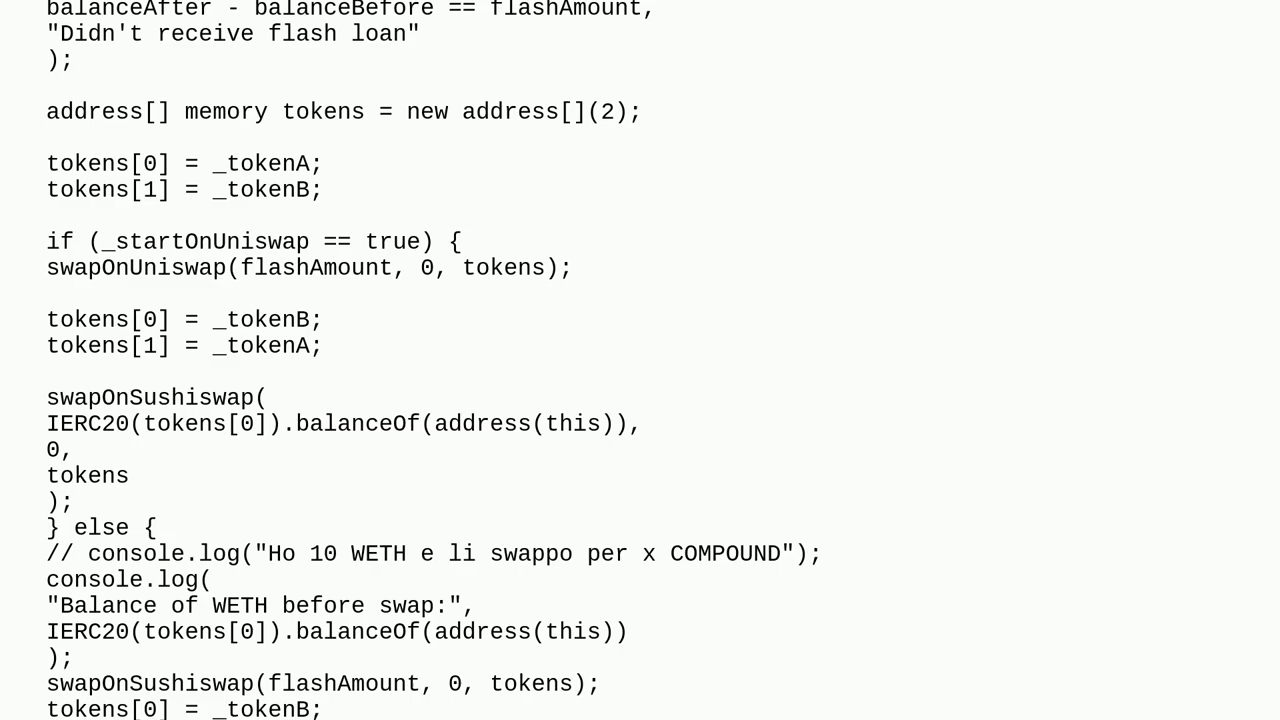 balanceAfter - balanceBefore == flashAmount,
"Didn't receive flash loan"
);
address[] memory tokens = new address[](2);
tokens[0] = _tokenA;
tokens[1] = _tokenB;
if (_startOnUniswap == true) {
swapOnUniswap(flashAmount, 0, tokens);
tokens[0] = _tokenB;
tokens[1] = _tokenA;
swapOnSushiswap(
IERC20(tokens[0]).balanceOf(address(this)),
0,
tokens
);
} else {
// console.log("Ho 10 WETH e li swappo per x COMPOUND");
console.log(
"Balance of WETH before swap:",
IERC20(tokens[0]).balanceOf(address(this))
);
swapOnSushiswap(flashAmount, 0, tokens);
tokens[0] = _tokenB;